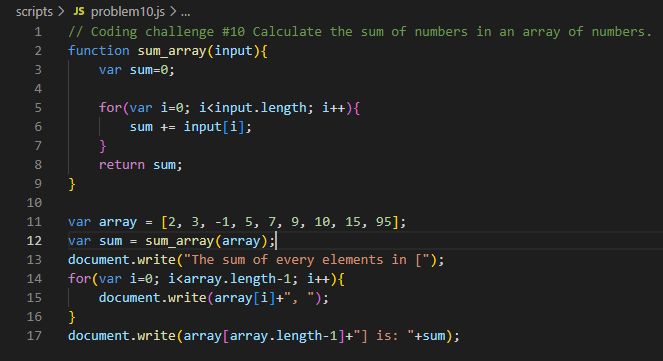 scripts > JS problem10.js > ...
1 // Coding challenge #10 Calculate the sum of numbers in an array of numbers.
2 function sum_array(input){
3     var sum=0;
4
5     for(var i=0; i<input.length; i++){
6         sum += input[i];
7     }
8     return sum;
9 }
10
11 var array = [2, 3, -1, 5, 7, 9, 10, 15, 95];
12 var sum = sum_array(array);
13 document.write("The sum of every elements in [");
14 for(var i=0; i<array.length-1; i++){
15     document.write(array[i]+", ");
16 }
17 document.write(array[array.length-1]+"] is: "+sum);